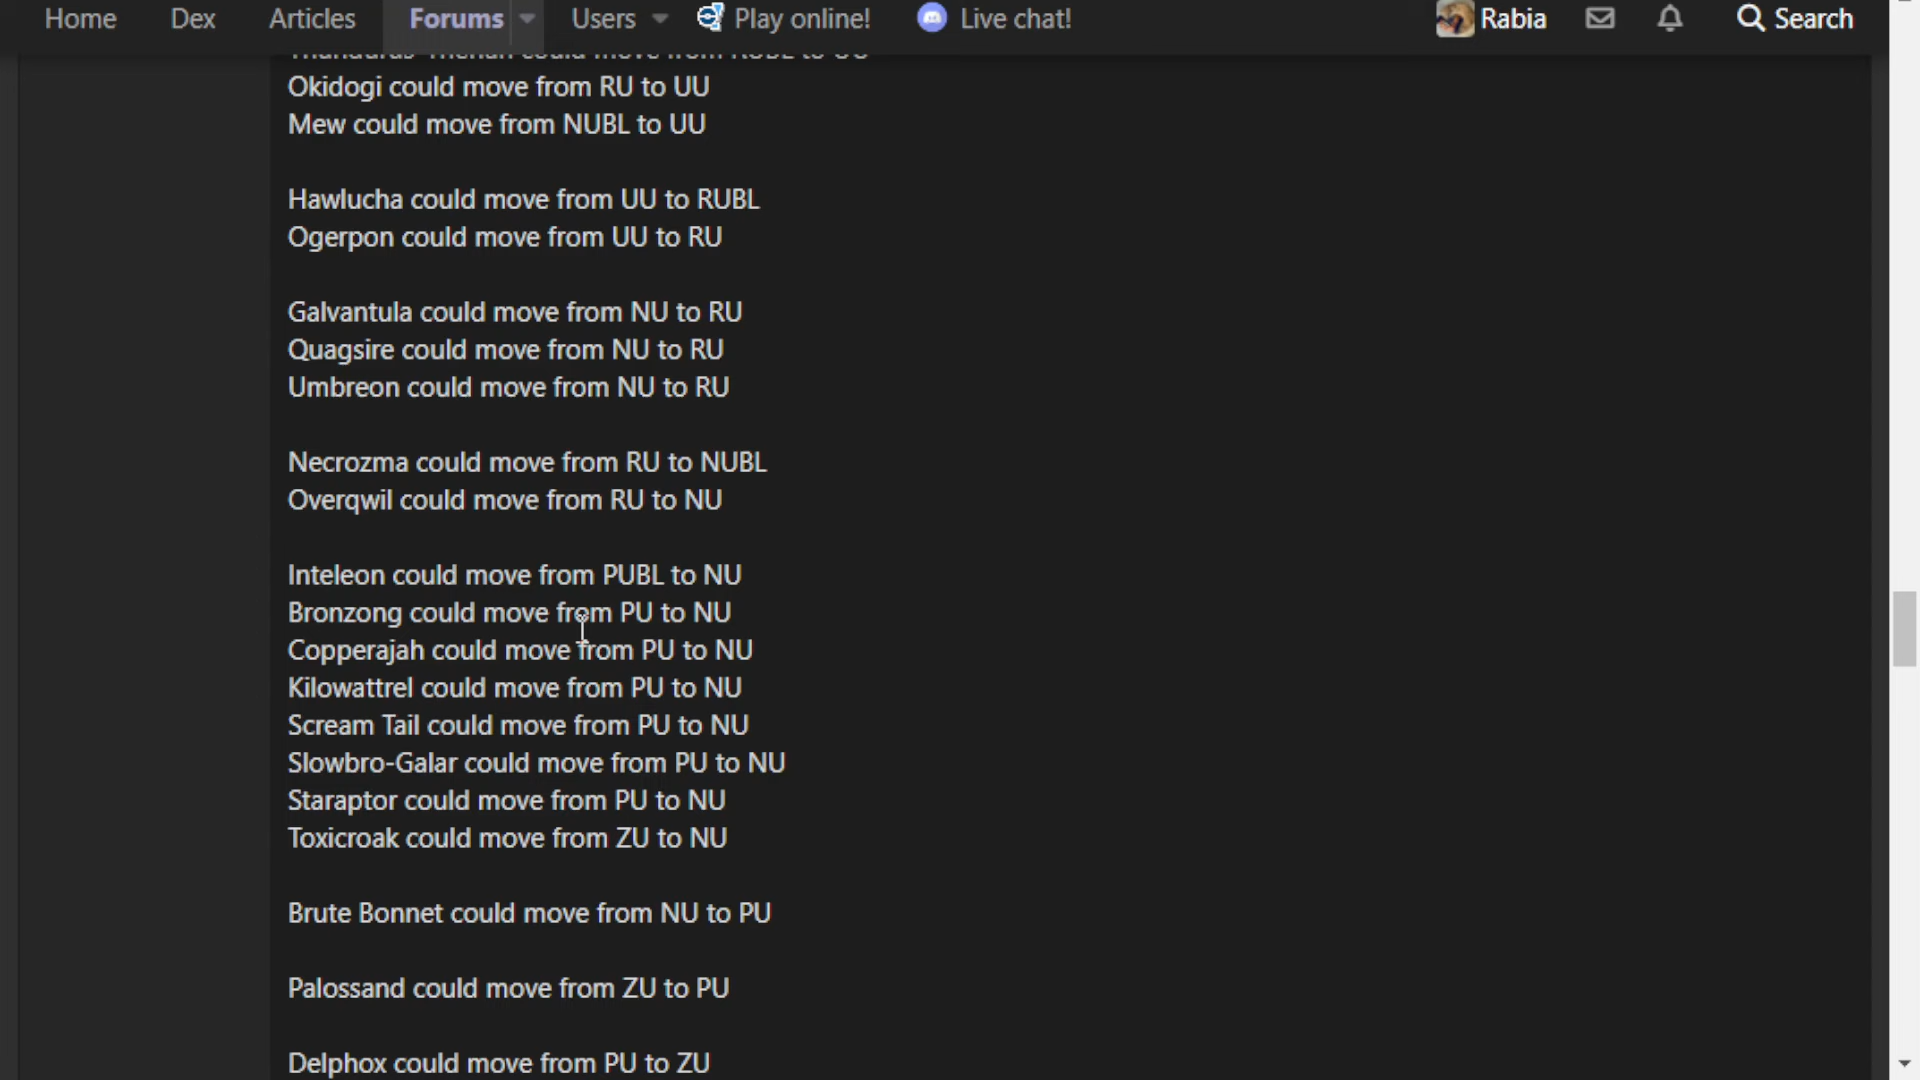 Home Dex Articles Forums Users Play online! Live chat! Rabia Search
could move from RUBL to UU
Okidogi could move from RU to UU
Mew could move from NUBL to UU
Hawlucha could move from UU to RUBL
Ogerpon could move from UU to RU
Galvantula could move from NU to RU
Quagsire could move from NU to RU
Umbreon could move from NU to RU
Necrozma could move from RU to NUBL
Overqwil could move from RU to NU
Inteleon could move from PUBL to NU
Bronzong could move from PU to NU
Copperajah could move from PU to NU
Kilowattrel could move from PU to NU
Scream Tail could move from PU to NU
Slowbro-Galar could move from PU to NU
Staraptor could move from PU to NU
Toxicroak could move from ZU to NU
Brute Bonnet could move from NU to PU
Palossand could move from ZU to PU
Delphox could move from PU to ZU